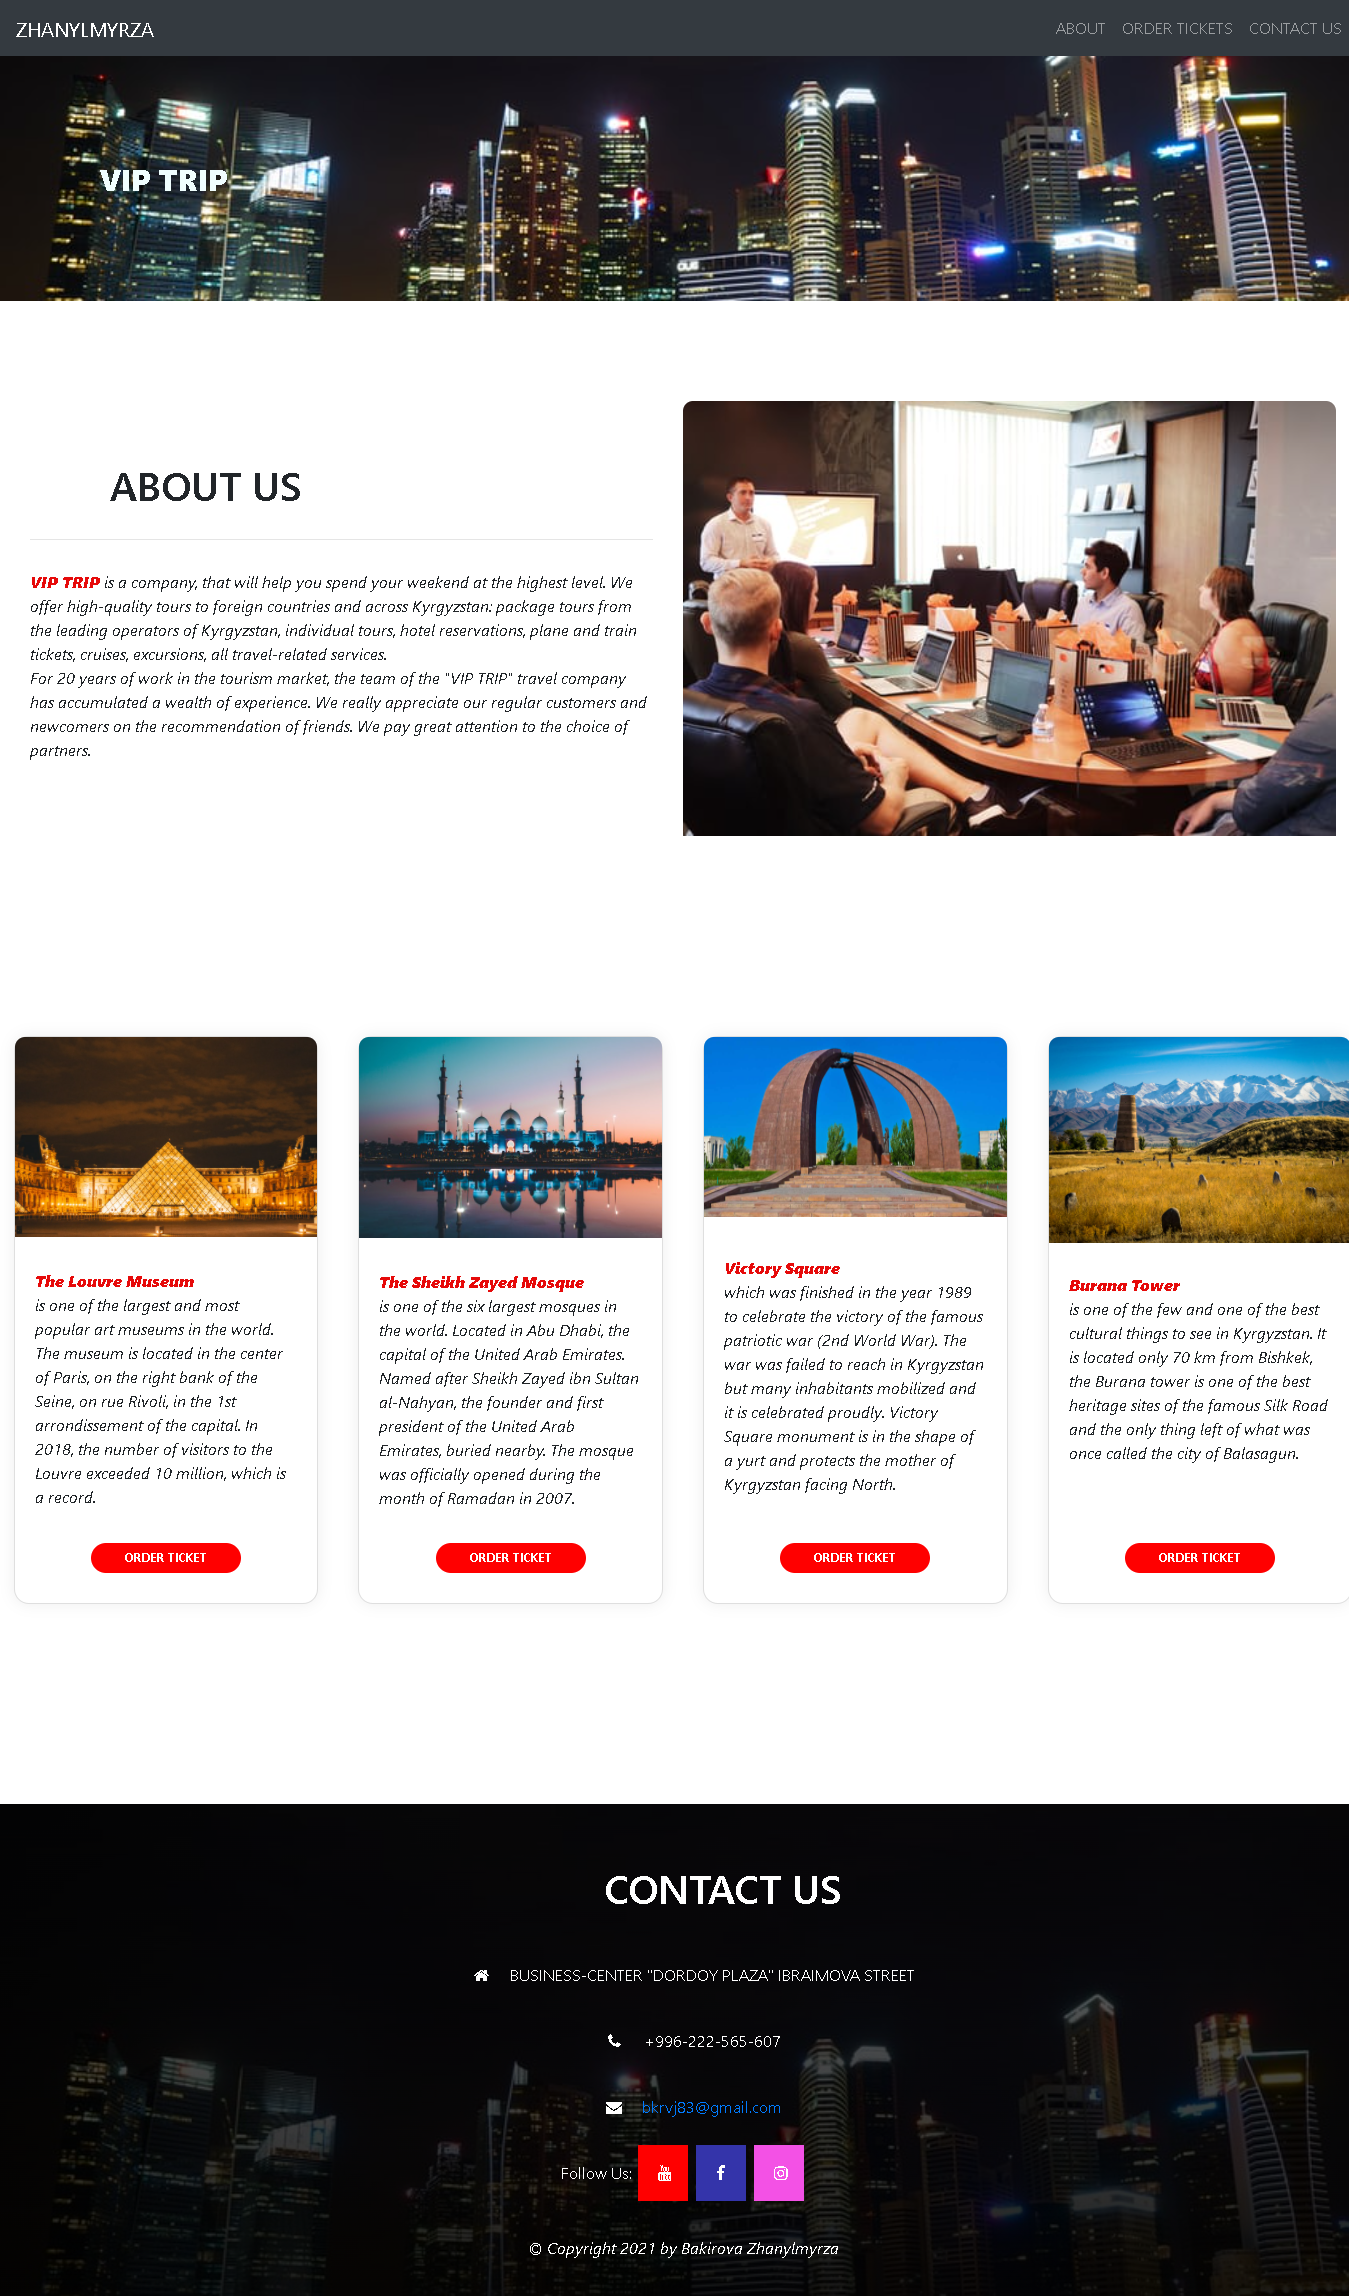 ZHANYLMYRZA
ABOUT ORDER TICKETS CONTACT US
VIP TRIP
ABOUT US
VIP TRIP is a company, that will help you spend your weekend at the highest level. We
offer high-quality tours to foreign countries and across Kyrgyzstan: package tours from
the leading operators of Kyrgyzstan, individual tours, hotel reservations, plane and train
tickets, cruises, excursions, all travel-related services.
For 20 years of work in the tourism market, the team of the "VIP TRIP" travel company
has accumulated a wealth of experience. We really appreciate our regular customers and
newcomers on the recommendation of friends. We pay great attention to the choice of
partners.
The Louvre Museum
is one of the largest and most
popular art museums in the world.
The museum is located in the center
of Paris, on the right bank of the
Seine, on rue Rivoli, in the 1st
arrondissement of the capital. In
2018, the number of visitors to the
Louvre exceeded 10 million, which is
a record.
ORDER TICKET
The Sheikh Zayed Mosque
is one of the six largest mosques in
the world. Located in Abu Dhabi, the
capital of the United Arab Emirates.
Named after Sheikh Zayed ibn Sultan
al-Nahyan, the founder and first
president of the United Arab
Emirates, buried nearby. The mosque
was officially opened during the
month of Ramadan in 2007.
ORDER TICKET
Victory Square
which was finished in the year 1989
to celebrate the victory of the famous
patriotic war (2nd World War). The
war was failed to reach in Kyrgyzstan
but many inhabitants mobilized and
it is celebrated proudly. Victory
Square monument is in the shape of
a yurt and protects the mother of
Kyrgyzstan facing North.
ORDER TICKET
Burana Tower
is one of the few and one of the best
cultural things to see in Kyrgyzstan. It
is located only 70 km from Bishkek,
the Burana tower is one of the best
heritage sites of the famous Silk Road
and the only thing left of what was
once called the city of Balasagun.
ORDER TICKET
CONTACT US
BUSINESS-CENTER "DORDOY PLAZA" IBRAIMOVA STREET
+996-222-565-607
bkrvj83@gmail.com
Follow Us:
© Copyright 2021 by Bakirova Zhanylmyrza